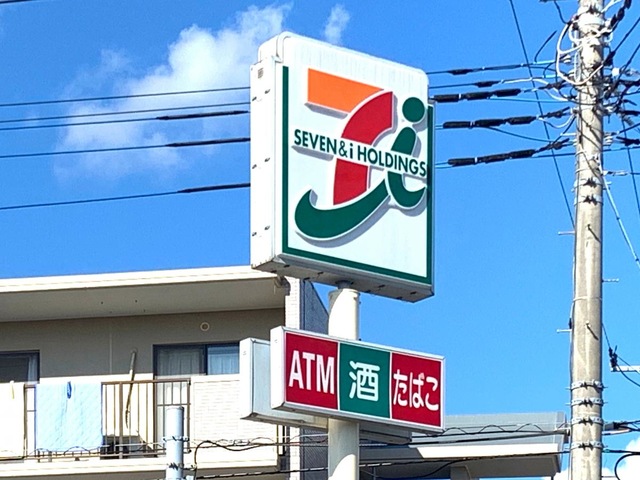 SEVEN&i HOLDINGS
ATM 酒 たばこ